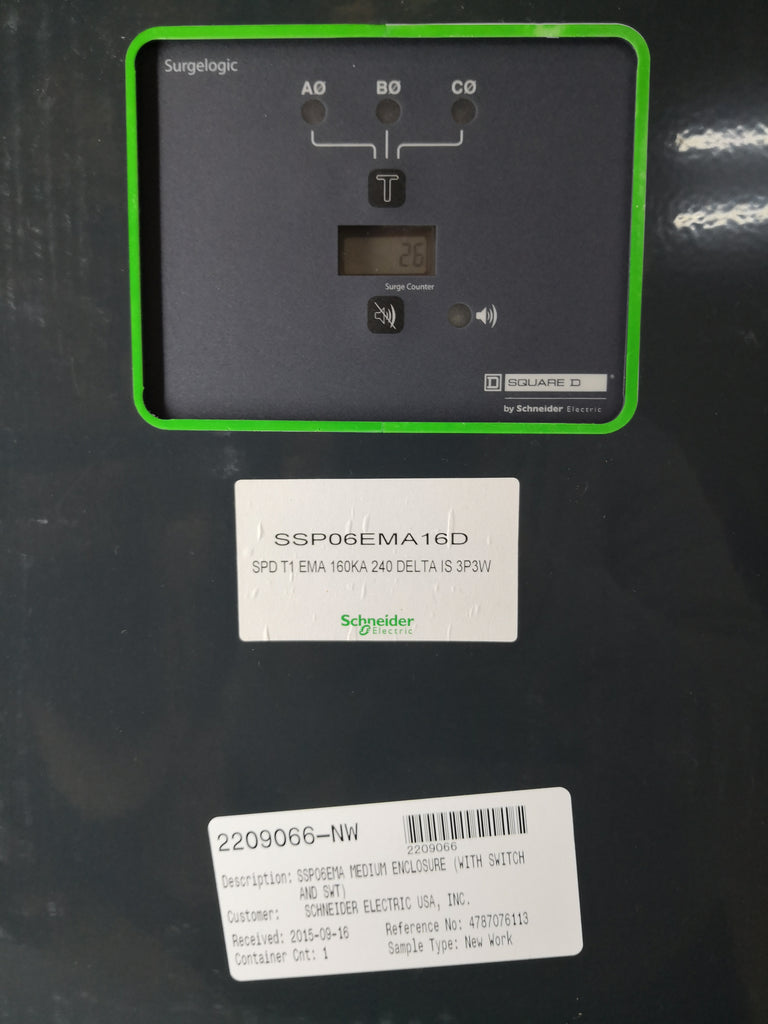 Surgelogic
AØ BØ CØ
T
26
Surge Counter
SQUARE D
by Schneider Electric
SSP06EMA16D
SPD T1 EMA 160KA 240 DELTA IS 3P3W
Schneider
Electric
2209066-NW
2209066
Description: SSP06EMA MEDIUM ENCLOSURE (WITH SWITCH
AND SWT)
Customer: SCHNEIDER ELECTRIC USA, INC.
Received: 2015-09-16 Reference No: 4787076113
Container Cnt: 1 Sample Type: New Work